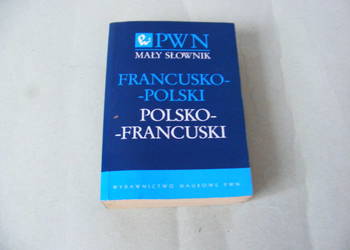 PWN
MAŁY SŁOWNIK
FRANCUSKO-
-POLSKI
POLSKO-
-FRANCUSKI
WYDAWNICTWO NAUKOWE PWN